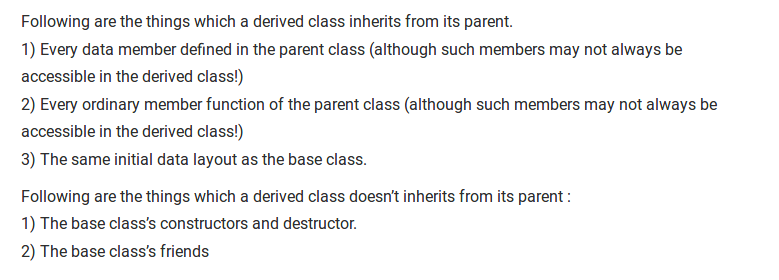 Following are the things which a derived class inherits from its parent.
1) Every data member defined in the parent class (although such members may not always be
accessible in the derived class!)
2) Every ordinary member function of the parent class (although such members may not always be
accessible in the derived class!)
3) The same initial data layout as the base class.
Following are the things which a derived class doesn’t inherits from its parent :
1) The base class’s constructors and destructor.
2) The base class’s friends